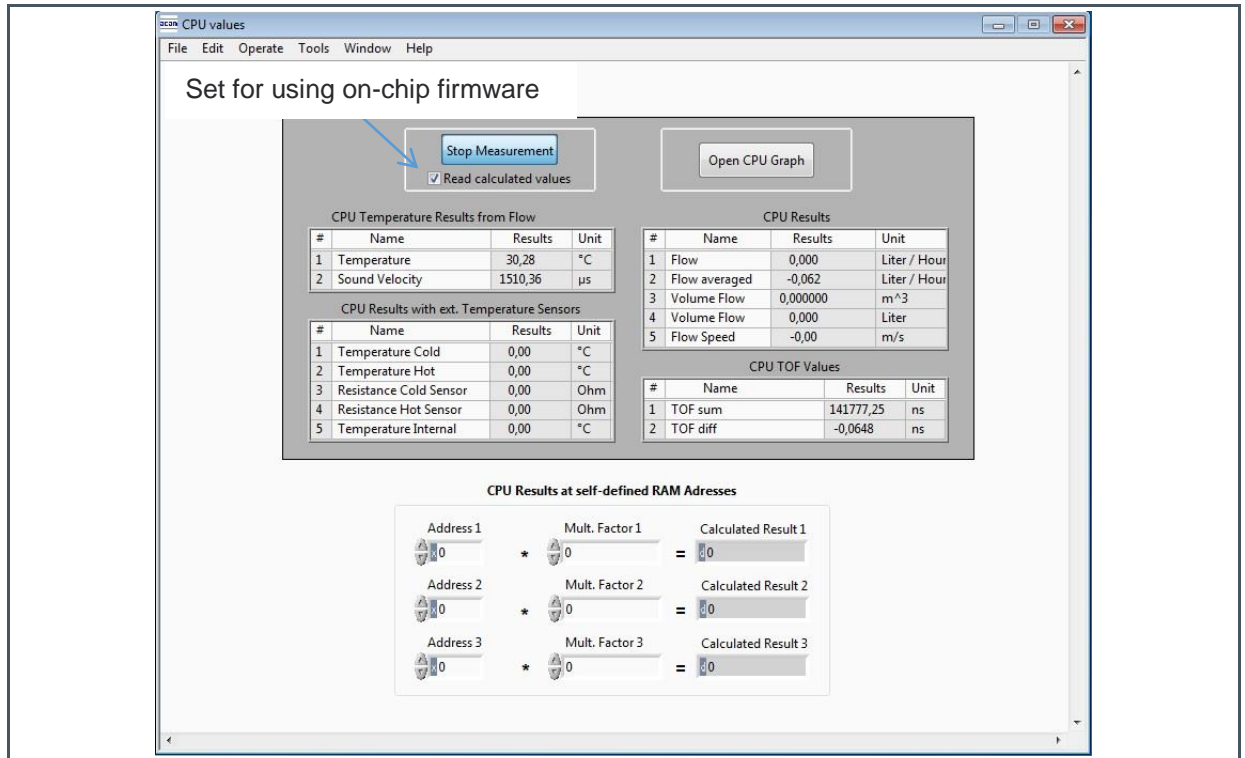 acam CPU values
File Edit Operate Tools Window Help
Set for using on-chip firmware
Stop Measurement
Read calculated values
Open CPU Graph
CPU Temperature Results from Flow
# Name Results Unit
1 Temperature 30,28 °C
2 Sound Velocity 1510,36 µs
CPU Results with ext. Temperature Sensors
# Name Results Unit
1 Temperature Cold 0,00 °C
2 Temperature Hot 0,00 °C
3 Resistance Cold Sensor 0,00 Ohm
4 Resistance Hot Sensor 0,00 Ohm
5 Temperature Internal 0,00 °C
CPU Results
# Name Results Unit
1 Flow 0,000 Liter / Hour
2 Flow averaged -0,062 Liter / Hour
3 Volume Flow 0,000000 m^3
4 Volume Flow 0,000 Liter
5 Flow Speed -0,00 m/s
CPU TOF Values
# Name Results Unit
1 TOF sum 141777,25 ns
2 TOF diff -0,0648 ns
CPU Results at self-defined RAM Adresses
Address 1 Mult. Factor 1 Calculated Result 1
x 0 * 0 = d 0
Address 2 Mult. Factor 2 Calculated Result 2
x 0 * 0 = d 0
Address 3 Mult. Factor 3 Calculated Result 3
x 0 * 0 = d 0